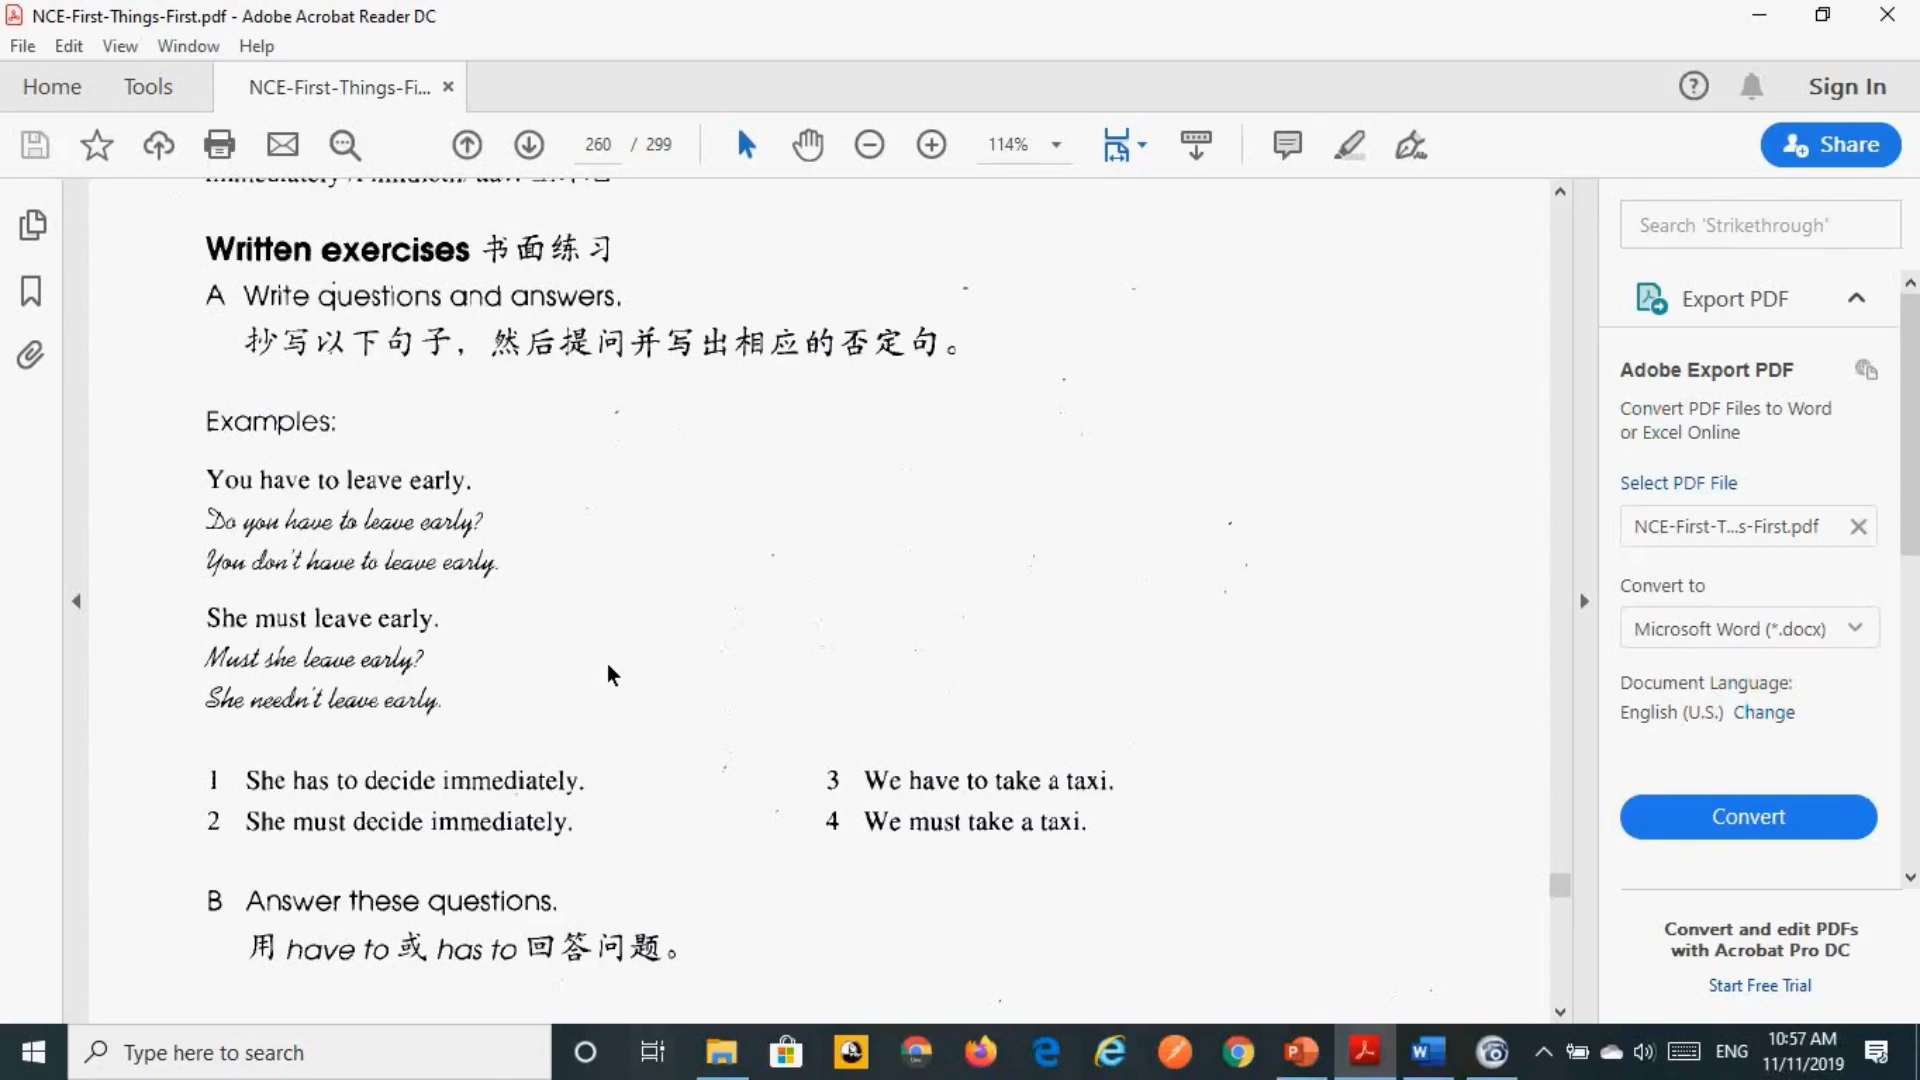 NCE-First-Things-First.pdf - Adobe Acrobat Reader DC
File Edit View Window Help
Home Tools NCE-First-Things-Fi... Sign In
260 / 299 114% Share
Written exercises 书面练习
A Write questions and answers.
抄写以下句子，然后提问并写出相应的否定句。
Examples:
You have to leave early.
Do you have to leave early?
You don't have to leave early.
She must leave early.
Must she leave early?
She needn't leave early.
1 She has to decide immediately.
2 She must decide immediately.
3 We have to take a taxi.
4 We must take a taxi.
B Answer these questions.
用 have to 或 has to 回答问题。
Search 'Strikethrough'
Export PDF
Adobe Export PDF
Convert PDF Files to Word
or Excel Online
Select PDF File
NCE-First-T...s-First.pdf
Convert to
Microsoft Word (*.docx)
Document Language:
English (U.S.) Change
Convert
Convert and edit PDFs
with Acrobat Pro DC
Start Free Trial
Type here to search
ENG
10:57 AM
11/11/2019